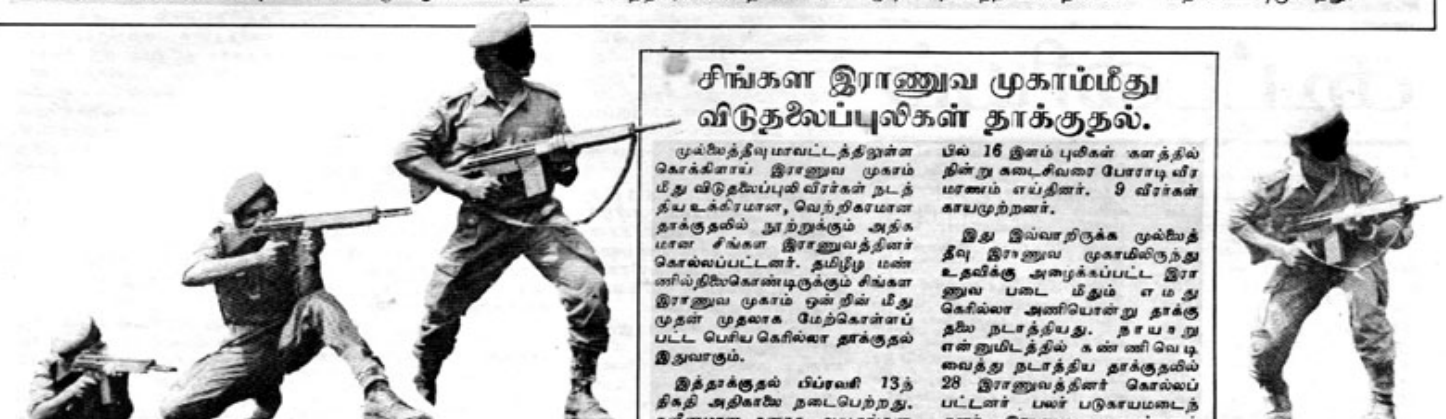 சிங்கள இராணுவ முகாம்மீது
விடுதலைப்புலிகள் தாக்குதல்.
முல்லைத்தீவு மாவட்டத்திலுள்ள
கொக்கிளாய் இராணுவ முகாம்
மீது விடுதலைப்புலி வீரர்கள் நடத்
திய உக்கிரமான, வெற்றிகரமான
தாக்குதலில் நூற்றுக்கும் அதிக
மான சிங்கள இராணுவத்தினர்
கொல்லப்பட்டனர். தமிழீழ மண்
ணில் நிலைகொண்டிருக்கும் சிங்கள
இராணுவ முகாம் ஒன்றின் மீது
முதன் முதலாக மேற்கொள்ளப்
பட்ட பெரிய கெரில்லா தாக்குதல்
இதுவாகும்.
இத்தாக்குதல் பிப்ரவரி 13ந்
திகதி அதிகாலை நடைபெற்றது.
பில் 16 இளம் புலிகள் களத்தில்
நின்று கடைசிவரை போராடி வீர
மரணம் எய்தினர். 9 வீரர்கள்
காயமுற்றனர்.
இது இவ்வாறிருக்க முல்லைத்
தீவு இராணுவ முகாமிலிருந்து
உதவிக்கு அழைக்கப்பட்ட இரா
ணுவ படை மீதும் எமது
கெரில்லா அணியொன்று தாக்கு
தலை நடாத்தியது. நாயாறு
என்னுமிடத்தில் கண்ணிவெடி
வைத்து நடாத்திய தாக்குதலில்
28 இராணுவத்தினர் கொல்லப்
பட்டனர் பலர் படுகாயமடைந்